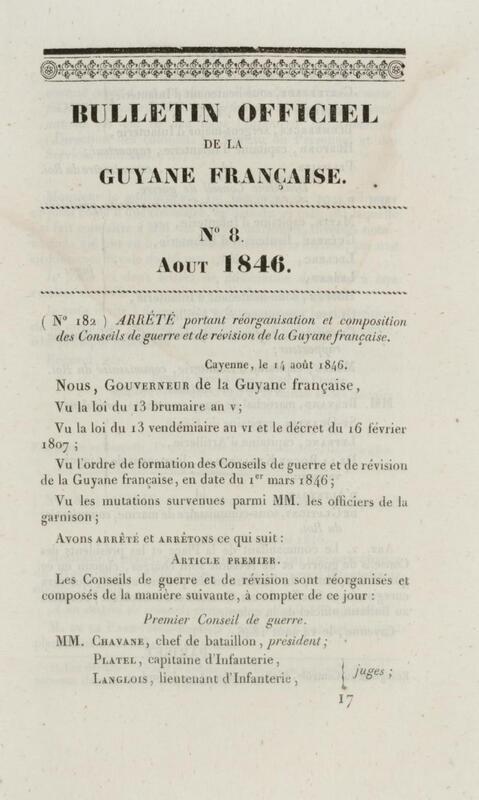 BULLETIN OFFICIEL
DE LA
GUYANE FRANÇAISE.
N° 8.
AOUT 1846.
( N° 182 ) ARRÊTÉ portant réorganisation et composition
des Conseils de guerre et de révision de la Guyane française.
Cayenne, le 14 août 1846.
NOUS, GOUVERNEUR de la Guyane française,
Vu la loi du 13 brumaire an V;
Vu la loi du 13 vendémiaire an VI et le décret du 16 février
1807 ;
Vu l'ordre de formation des Conseils de guerre et de révision
de la Guyane française, en date du 1er mars 1846 ;
Vu les mutations survenues parmi MM. les officiers de la
garnison ;
AVONS ARRÊTÉ et ARRÊTONS ce qui suit :
ARTICLE PREMIER.
Les Conseils de guerre et de révision sont réorganisés et
composés de la manière suivante, à compter de ce jour :
Premier Conseil de guerre.
MM. CHAVANE, chef de bataillon, président ;
PLATEL, capitaine d'Infanterie,
LANGLOIS, lieutenant d'Infanterie,
juges ;
17